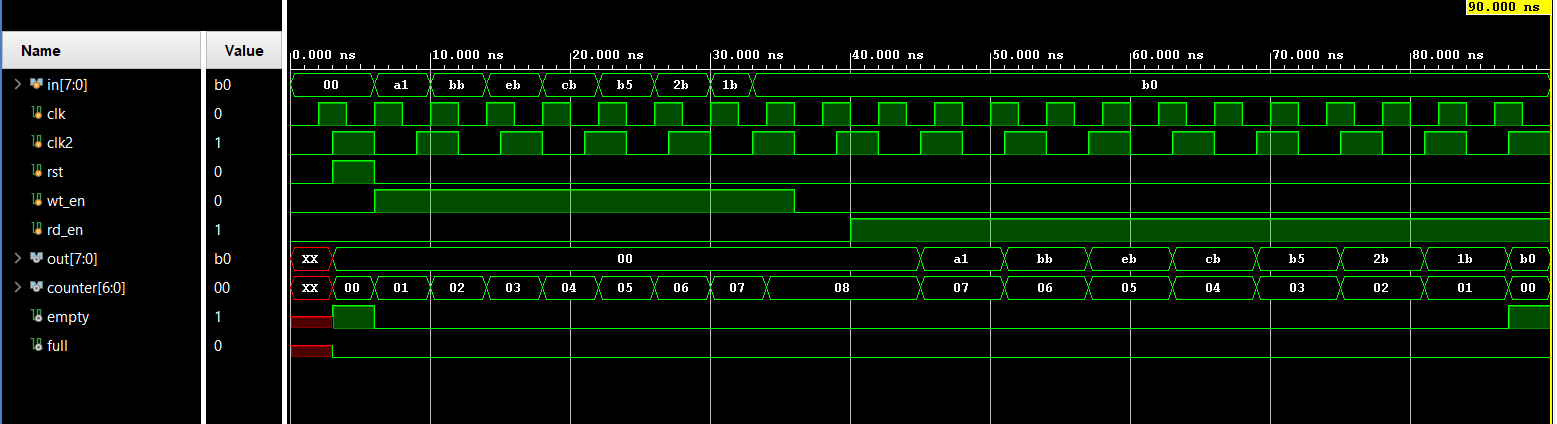 90.000 ns
Name Value 0.000 ns 10.000 ns 20.000 ns 30.000 ns 40.000 ns 50.000 ns 60.000 ns 70.000 ns 80.000 ns
in[7:0] b0 00 a1 bb eb cb b5 2b 1b b0
clk 0
clk2 1
rst 0
wt_en 0
rd_en 1
out[7:0] b0 XX 00 a1 bb eb cb b5 2b 1b b0
counter[6:0] 00 XX 00 01 02 03 04 05 06 07 08 07 06 05 04 03 02 01 00
empty 1
full 0